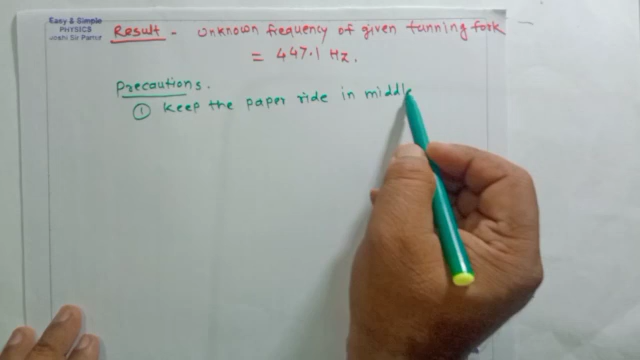 Easy & Simple
PHYSICS
Joshi Sir Pamer
Result - Unknown frequency of given tunning fork
= 447.1 Hz.
Precautions.
① Keep the paper ride in middle